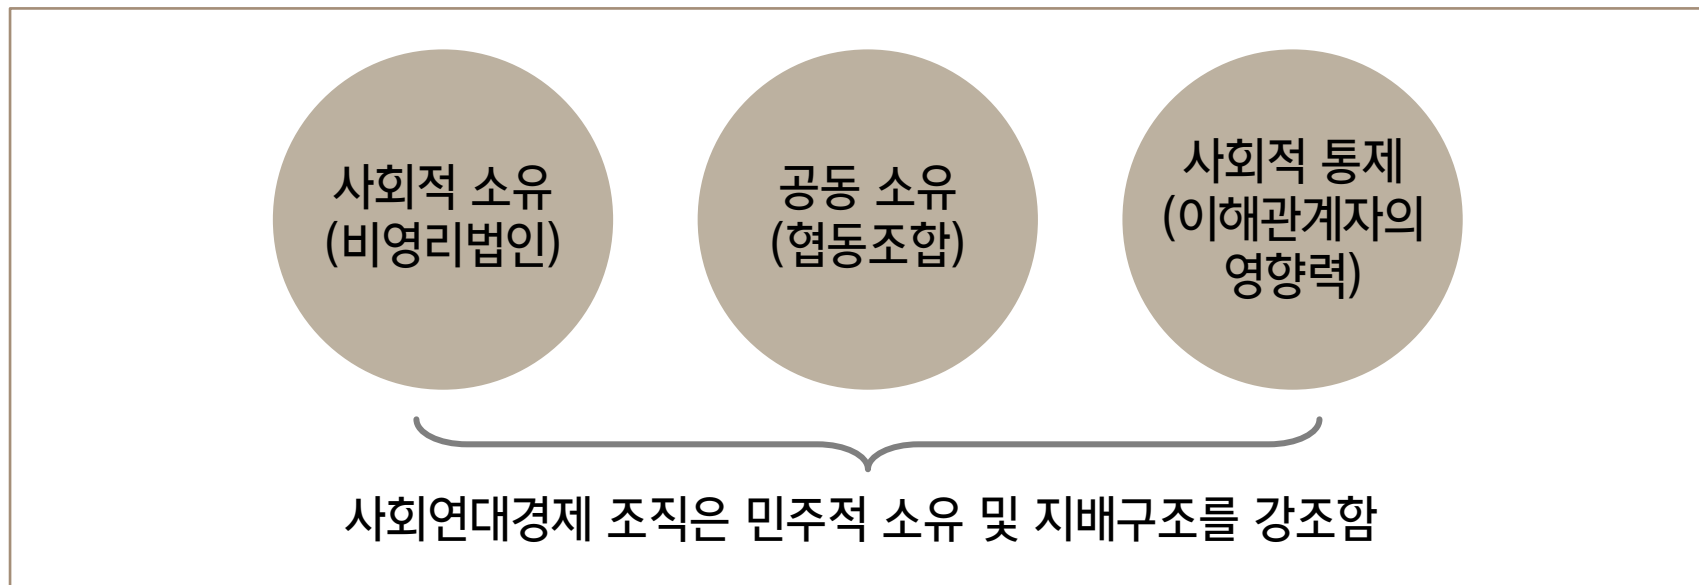 사회적 소유
(비영리법인)
공동 소유
(협동조합)
사회적 통제
(이해관계자의
영향력)
사회연대경제 조직은 민주적 소유 및 지배구조를 강조함